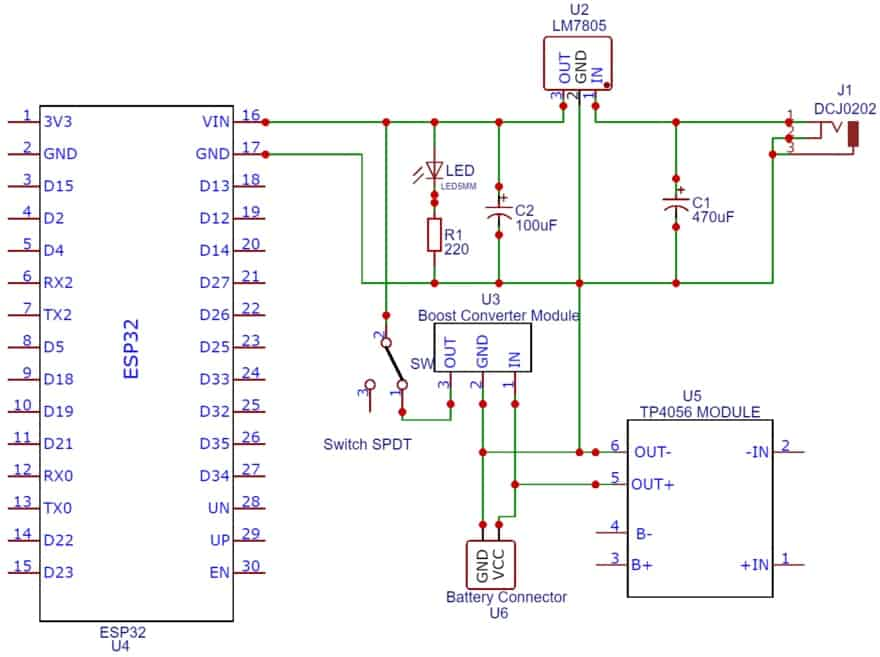 U2
LM7805
OUT
GND
IN
3
2
1
J1
DCJ0202
1
2
3
1 3V3
2 GND
3 D15
4 D2
5 D4
6 RX2
7 TX2
8 D5
9 D18
10 D19
11 D21
12 RX0
13 TX0
14 D22
15 D23
ESP32
VIN 16
GND 17
D13 18
D12 19
D14 20
D27 21
D26 22
D25 23
D33 24
D32 25
D35 26
D34 27
UN 28
UP 29
EN 30
ESP32
U4
LED
LED5MM
R1
220
+
C2
100uF
+
C1
470uF
U3
Boost Converter Module
OUT
GND
IN
3
2
1
2
SW
3
1
Switch SPDT
U5
TP4056 MODULE
6 OUT-
5 OUT+
4 B-
3 B+
-IN 2
+IN 1
GND
VCC
Battery Connector
U6